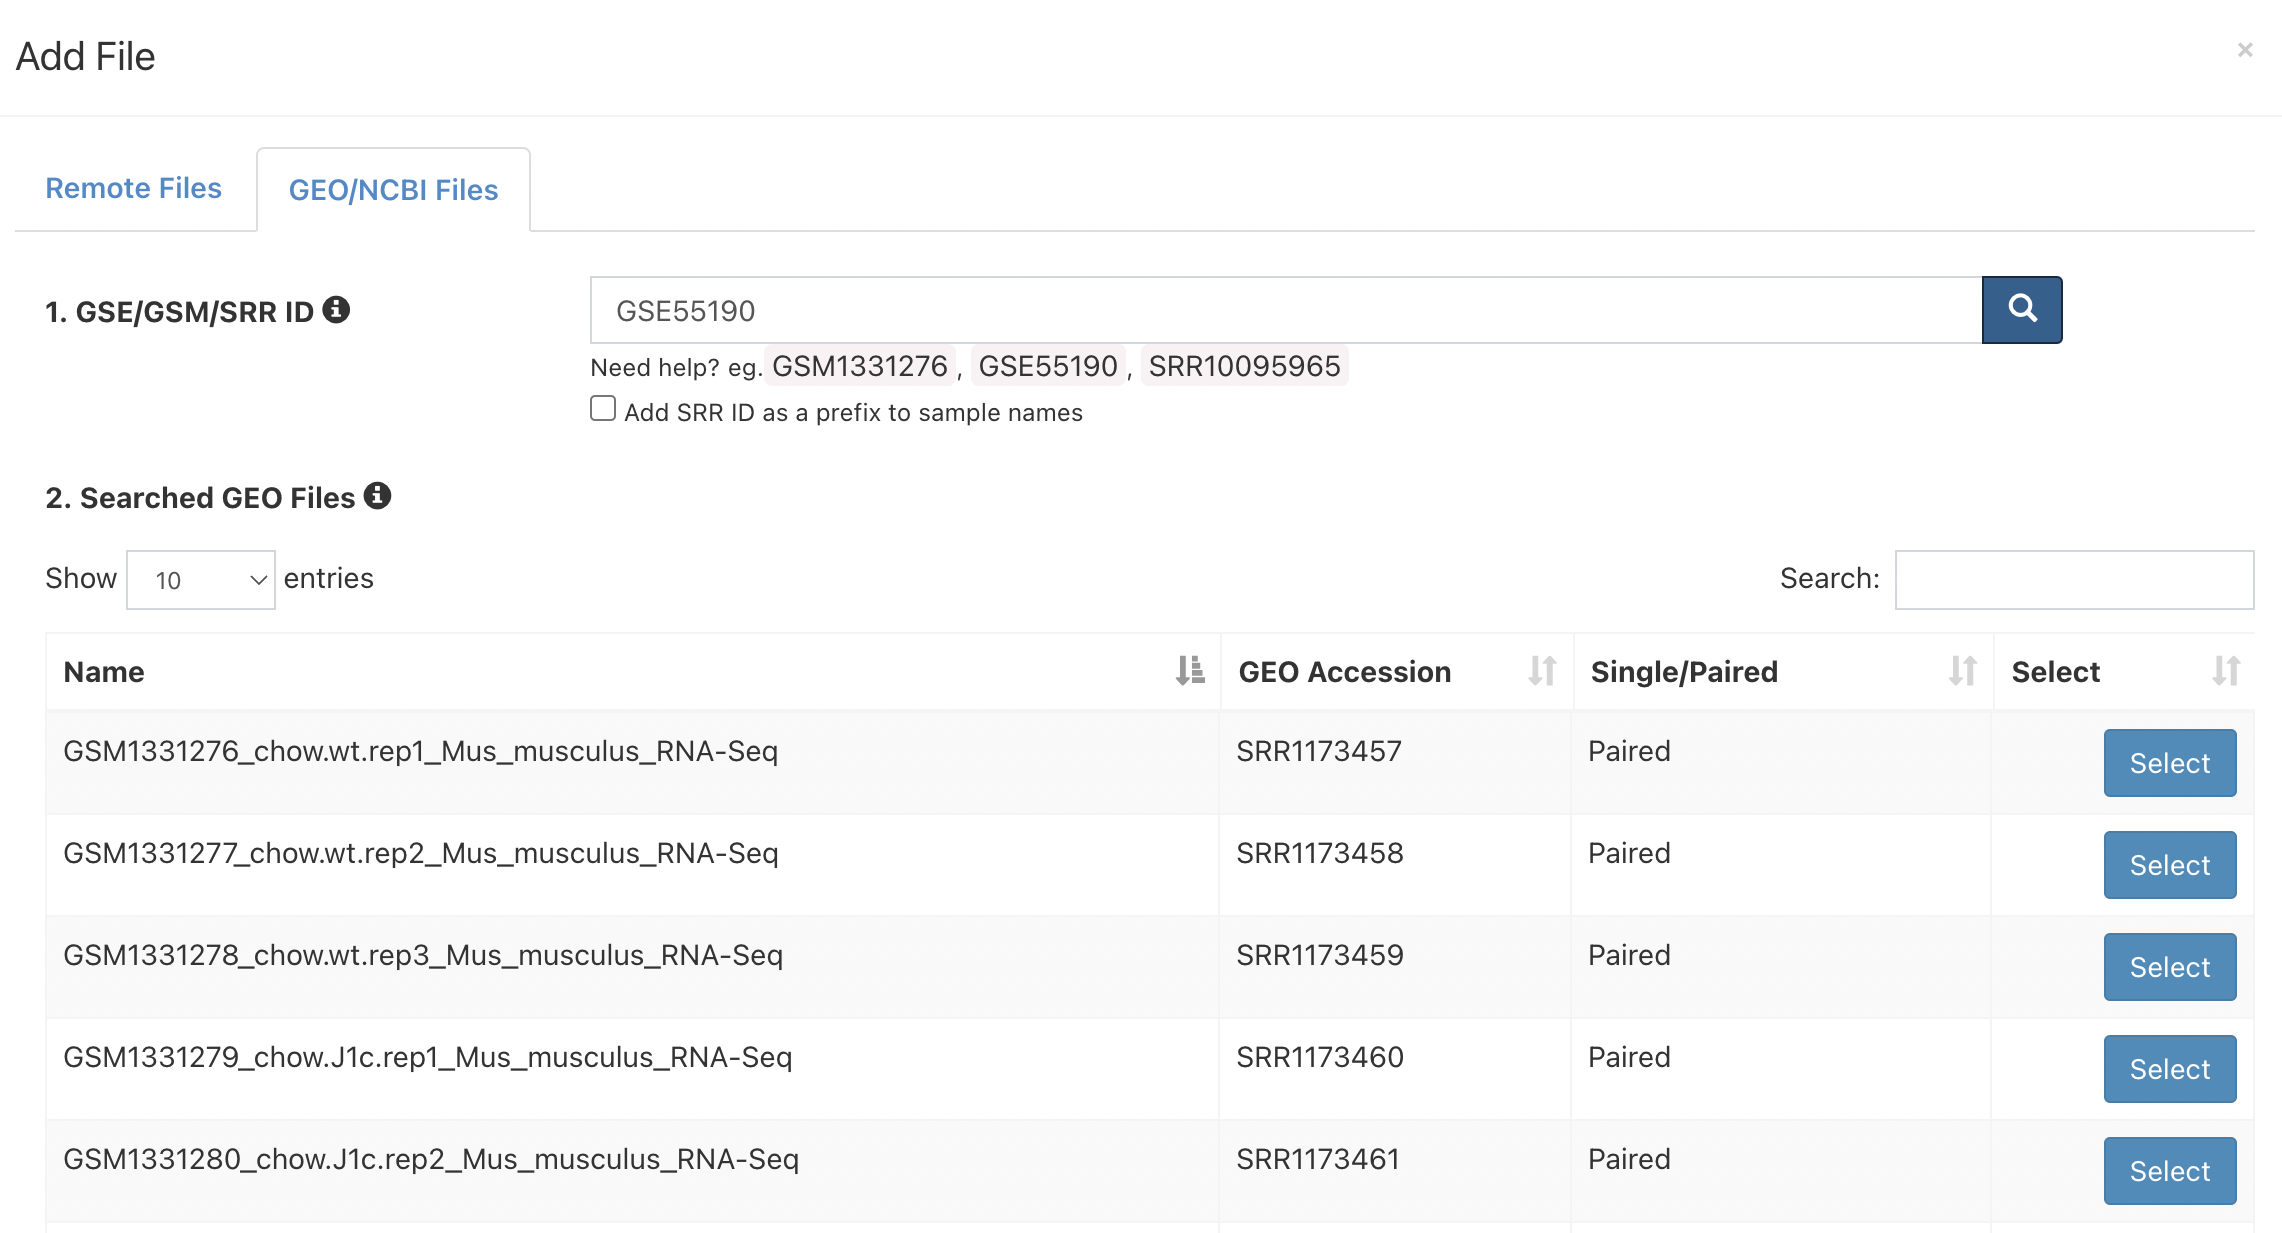 Add File ×
Remote Files GEO/NCBI Files
1. GSE/GSM/SRR ID GSE55190
Need help? eg. GSM1331276, GSE55190, SRR10095965
Add SRR ID as a prefix to sample names
2. Searched GEO Files
Show 10 entries Search:
Name GEO Accession Single/Paired Select
GSM1331276_chow.wt.rep1_Mus_musculus_RNA-Seq SRR1173457 Paired Select
GSM1331277_chow.wt.rep2_Mus_musculus_RNA-Seq SRR1173458 Paired Select
GSM1331278_chow.wt.rep3_Mus_musculus_RNA-Seq SRR1173459 Paired Select
GSM1331279_chow.J1c.rep1_Mus_musculus_RNA-Seq SRR1173460 Paired Select
GSM1331280_chow.J1c.rep2_Mus_musculus_RNA-Seq SRR1173461 Paired Select